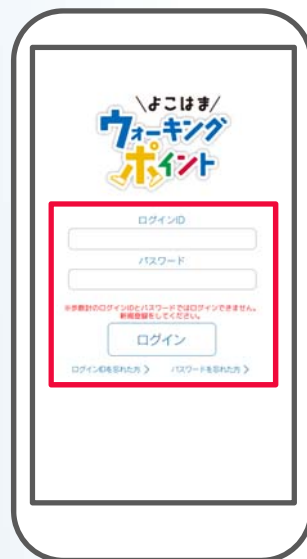 よこはま
ウォーキング
ポイント
ログインID
パスワード
※歩数計のログインIDとパスワードではログインできません。
新規登録をしてください。
ログイン
ログインIDを忘れた方 〉 パスワードを忘れた方 〉